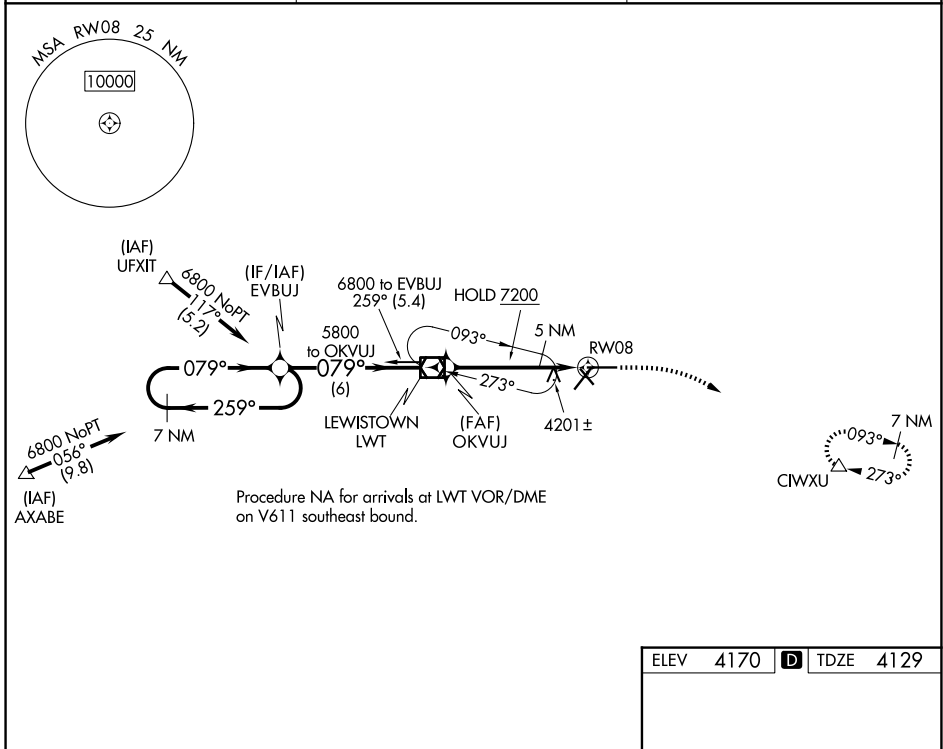 MSA RW08 25 NM
10000
(IAF)
UFXIT
6800 NoPT
117°
(5.2)
(IF/IAF)
EVBUJ
6800 to EVBUJ
259° (5.4)
HOLD 7200
5800
to OKVUJ
079°
(6)
093°
273°
5 NM
RW08
079°
259°
7 NM
LEWISTOWN
LWT
(FAF)
OKVUJ
4201±
6800 NoPT
056°
(9.8)
(IAF)
AXABE
093°
7 NM
273°
CIWXU
Procedure NA for arrivals at LWT VOR/DME
on V611 southeast bound.
ELEV 4170 D TDZE 4129